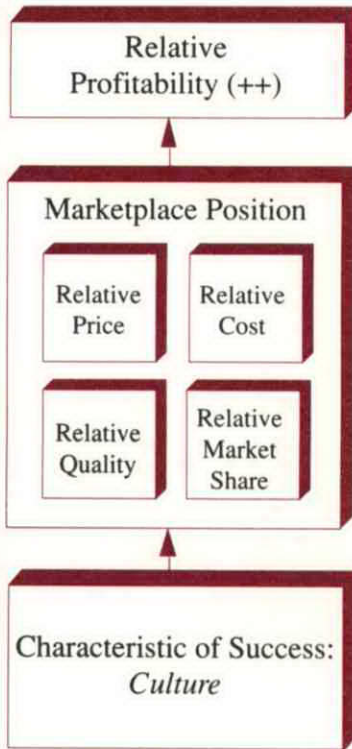 Relative
Profitability (++)
Marketplace Position
Relative
Price
Relative
Cost
Relative
Quality
Relative
Market
Share
Characteristic of Success:
Culture